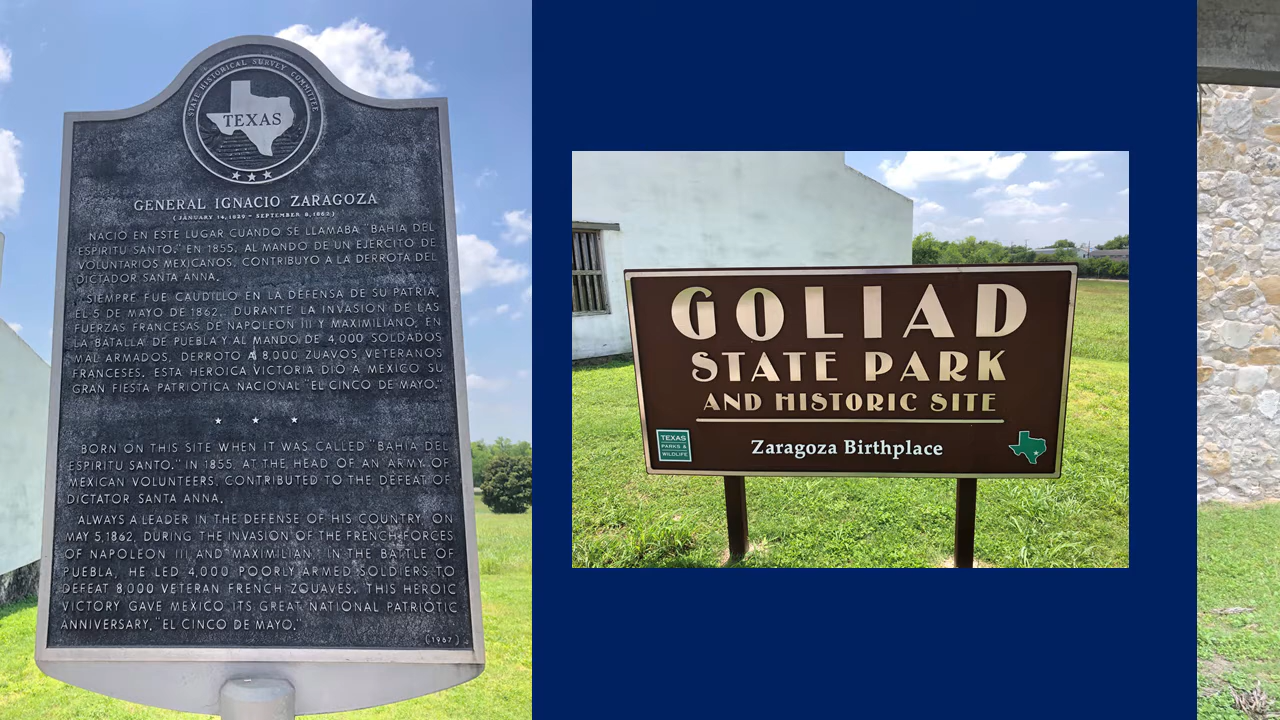 STATE HISTORICAL SURVEY COMMITTEE
TEXAS
GENERAL IGNACIO ZARAGOZA
(JANUARY 14, 1829 - SEPTEMBER 8, 1862)
NACIO EN ESTE LUGAR CUANDO SE LLAMABA "BAHIA DEL
ESPIRITU SANTO." EN 1855, AL MANDO DE UN EJERCITO DE
VOLUNTARIOS MEXICANOS, CONTRIBUYO A LA DERROTA DEL
DICTADOR SANTA ANNA.
SIEMPRE FUE CAUDILLO EN LA DEFENSA DE SU PATRIA,
EL 5 DE MAYO DE 1862, DURANTE LA INVASION DE LAS
FUERZAS FRANCESAS DE NAPOLEON III Y MAXIMILIANO, EN
LA BATALLA DE PUEBLA Y AL MANDO DE 4,000 SOLDADOS
MAL ARMADOS, DERROTO A 8,000 ZUAVOS VETERANOS
FRANCESES. ESTA HEROICA VICTORIA DIÓ A MEXICO SU
GRAN FIESTA PATRIOTICA NACIONAL "EL CINCO DE MAYO."
BORN ON THIS SITE WHEN IT WAS CALLED "BAHIA DEL
ESPIRITU SANTO." IN 1855, AT THE HEAD OF AN ARMY OF
MEXICAN VOLUNTEERS, CONTRIBUTED TO THE DEFEAT OF
DICTATOR SANTA ANNA.
ALWAYS A LEADER IN THE DEFENSE OF HIS COUNTRY, ON
MAY 5, 1862, DURING THE INVASION OF THE FRENCH FORCES
OF NAPOLEON III AND "MAXIMILIAN" IN THE BATTLE OF
PUEBLA, HE LED 4,000 POORLY ARMED SOLDIERS TO
DEFEAT 8,000 VETERAN FRENCH ZOUAVES. THIS HEROIC
VICTORY GAVE MEXICO ITS GREAT NATIONAL PATRIOTIC
ANNIVERSARY, "EL CINCO DE MAYO."
(1967)
GOLIAD
STATE PARK
AND HISTORIC SITE
TEXAS
PARKS &
WILDLIFE
Zaragoza Birthplace